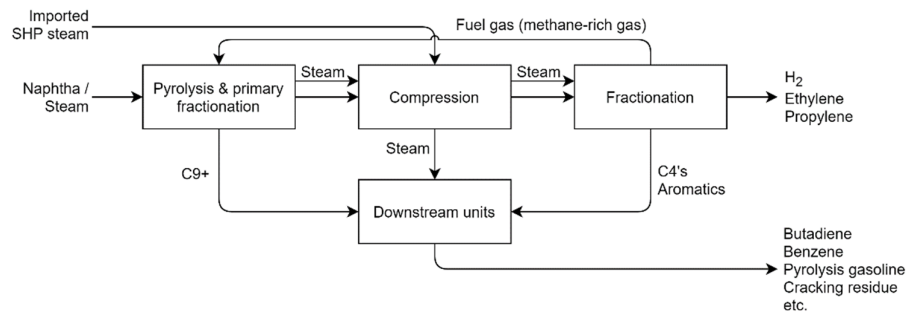 Imported
SHP steam
Fuel gas (methane-rich gas)
Naphtha /
Steam
Pyrolysis & primary
fractionation
Steam
Compression
Steam
Fractionation
H2
Ethylene
Propylene
C9+
Steam
C4's
Aromatics
Downstream units
Butadiene
Benzene
Pyrolysis gasoline
Cracking residue
etc.